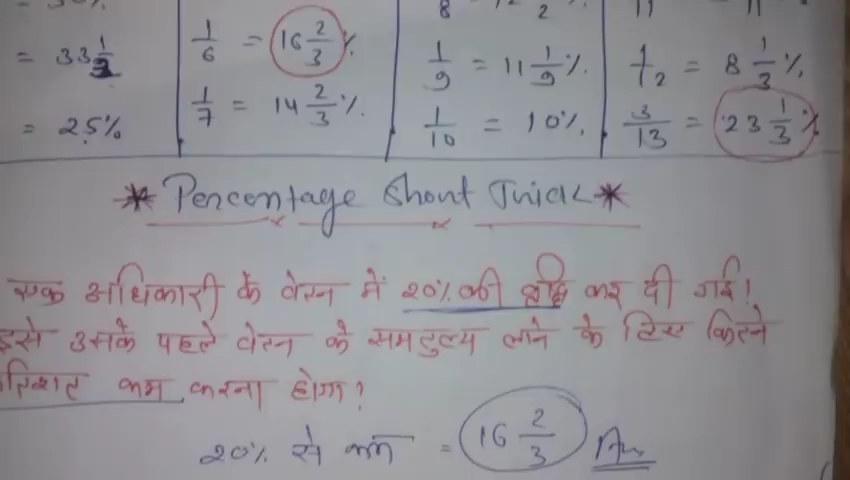 = 33 1/3
1/6 = 16 2/3 %
1/9 = 11 1/9 %
1/12 = 8 1/3 %
= 25%
1/7 = 14 2/3 %
1/10 = 10%
3/13 = 23 1/3 %
* Percentage Short Trick *
एक अधिकारी के वेतन में 20% की वृद्धि कर दी गई!
इसे उसके पहले वेतन के समतुल्य लाने के लिए कितने
प्रतिशत कम करना होगा?
20% से कम = 16 2/3 Ans